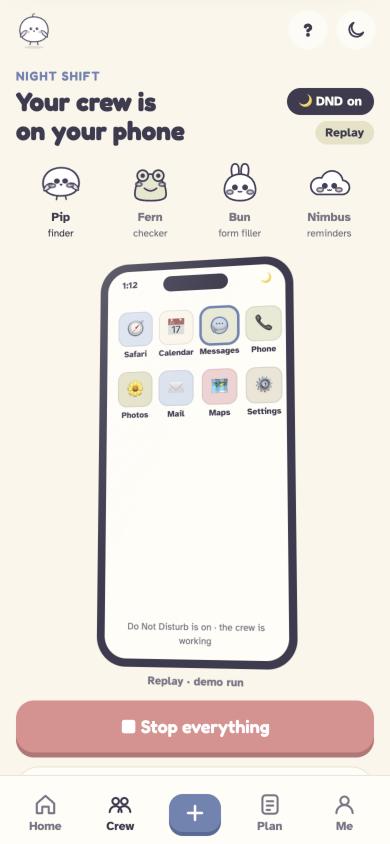 ?
NIGHT SHIFT
Your crew is
on your phone
🌙 DND on
Replay
Pip
finder
Fern
checker
Bun
form filler
Nimbus
reminders
1:12
17
Safari
Calendar
Messages
Phone
Photos
Mail
Maps
Settings
Do Not Disturb is on · the crew is
working
Replay · demo run
Stop everything
Home
Crew
+
Plan
Me